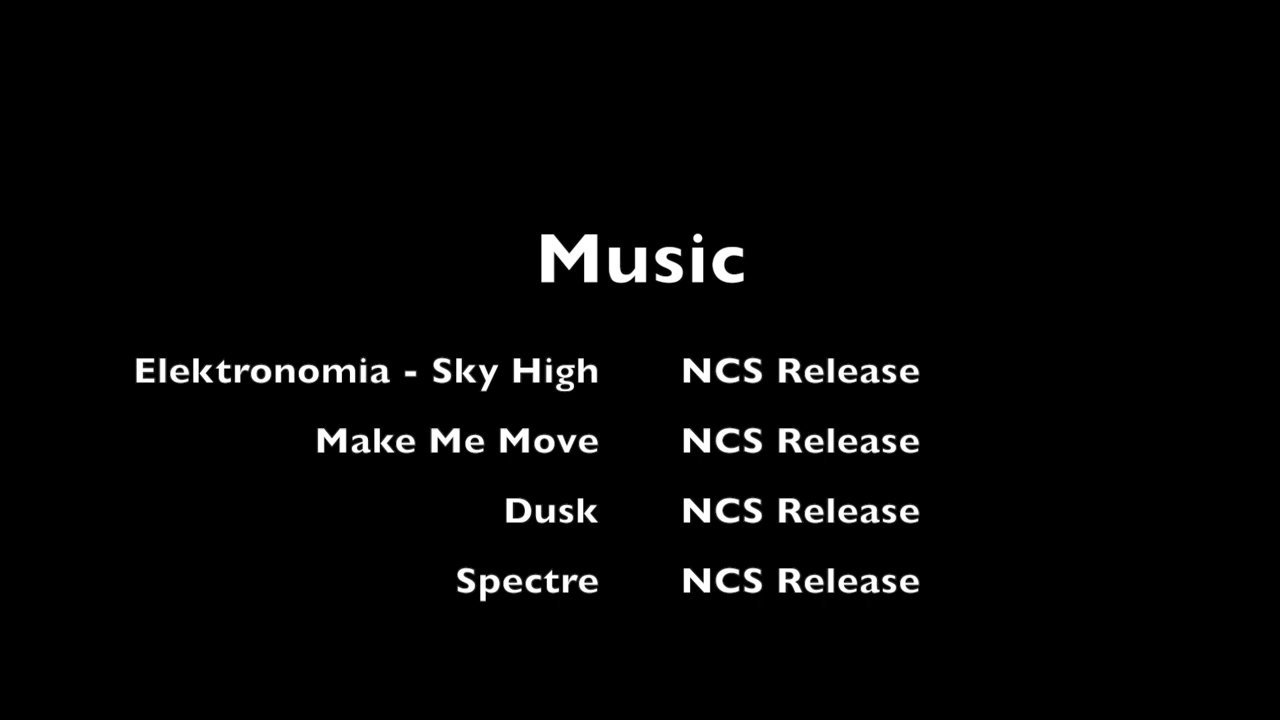 Music
Elektronomia - Sky High NCS Release
Make Me Move NCS Release
Dusk NCS Release
Spectre NCS Release